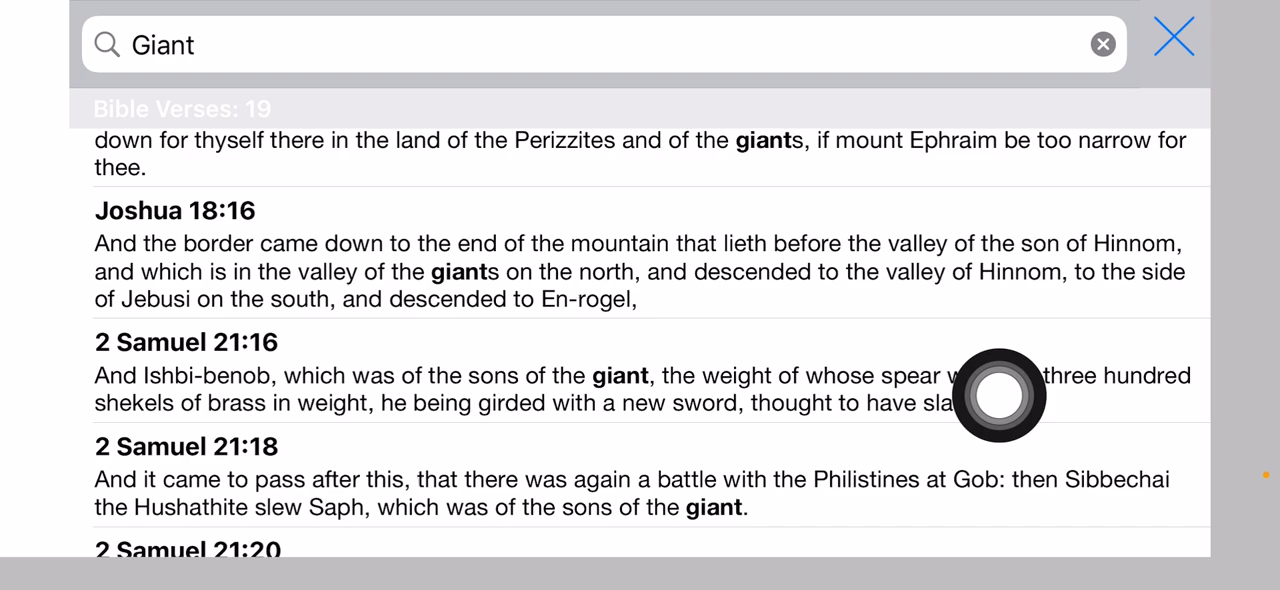 Giant
Bible Verses: 19
down for thyself there in the land of the Perizzites and of the giants, if mount Ephraim be too narrow for
thee.
Joshua 18:16
And the border came down to the end of the mountain that lieth before the valley of the son of Hinnom,
and which is in the valley of the giants on the north, and descended to the valley of Hinnom, to the side
of Jebusi on the south, and descended to En-rogel,
2 Samuel 21:16
And Ishbi-benob, which was of the sons of the giant, the weight of whose spear three hundred
shekels of brass in weight, he being girded with a new sword, thought to have
2 Samuel 21:18
And it came to pass after this, that there was again a battle with the Philistines at Gob: then Sibbechai
the Hushathite slew Saph, which was of the sons of the giant.
2 Samuel 21:20